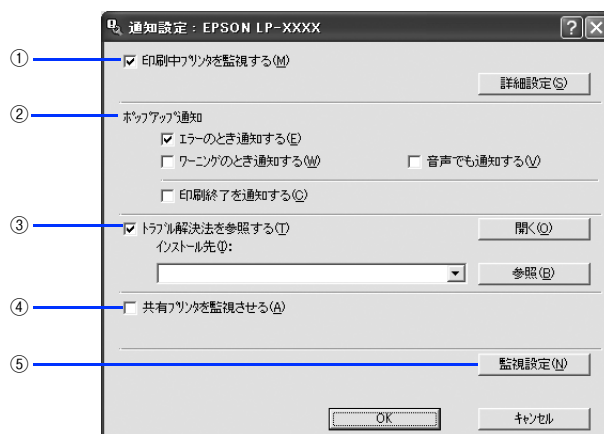 通知設定：EPSON LP-XXXX
① 印刷中プリンタを監視する(M)
詳細設定(S)
② ポップアップ通知
エラーのとき通知する(E)
ワーニングのとき通知する(W) 音声でも通知する(V)
印刷終了を通知する(C)
③ トラブル解決法を参照する(T) 開く(O)
インストール先(I):
参照(B)
④ 共有プリンタを監視させる(A)
⑤ 監視設定(N)
OK キャンセル